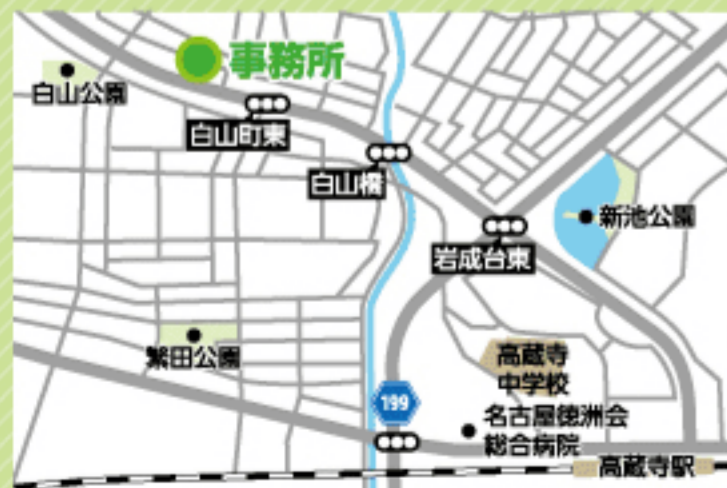 事務所
白山公園
白山町東
白山橋
新池公園
岩成台東
繁田公園
高蔵寺
中学校
199
名古屋徳洲会
総合病院
高蔵寺駅